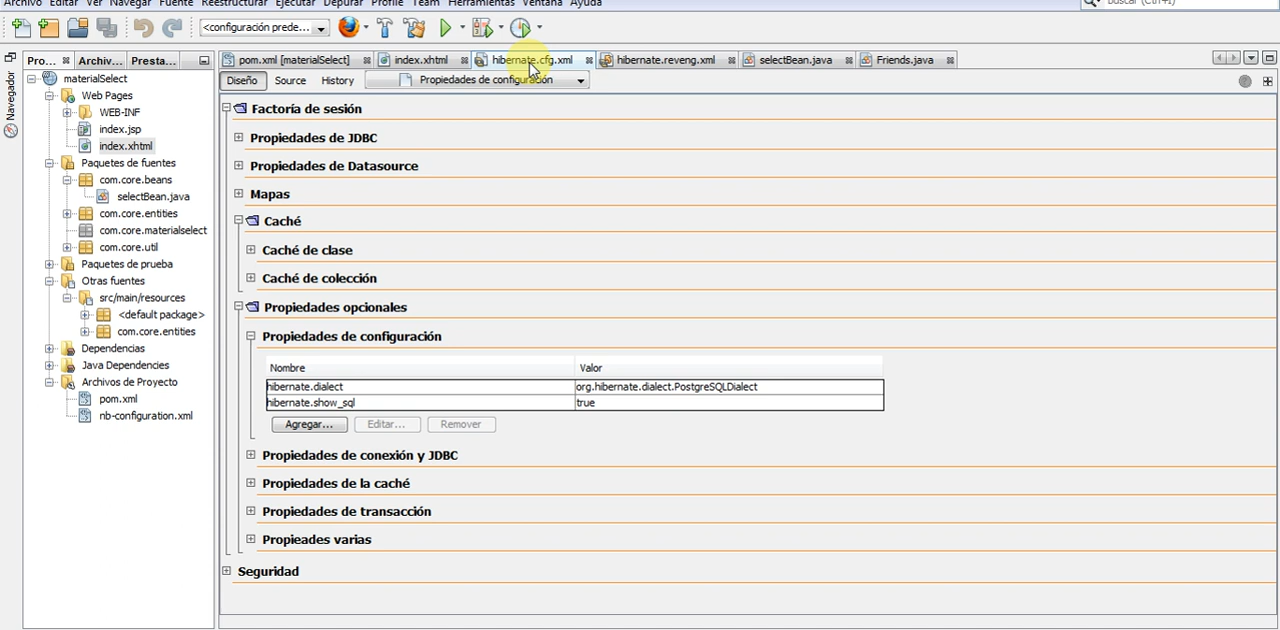 Archivo Editar Ver Navegar Fuente Reestructurar Ejecutar Depurar Profile Team Herramientas Ventana Ayuda
Buscar (Ctrl+I)
<configuración prede...
Pro... Archiv... Presta...
pom.xml [materialSelect] index.xhtml hibernate.cfg.xml hibernate.reveng.xml selectBean.java Friends.java
Diseño Source History Propiedades de configuración
Navegador
materialSelect
Web Pages
WEB-INF
index.jsp
index.xhtml
Paquetes de fuentes
com.core.beans
selectBean.java
com.core.entities
com.core.materialselect
com.core.util
Paquetes de prueba
Otras fuentes
src/main/resources
<default package>
com.core.entities
Dependencias
Java Dependencies
Archivos de Proyecto
pom.xml
nb-configuration.xml
Factoría de sesión
Propiedades de JDBC
Propiedades de Datasource
Mapas
Caché
Caché de clase
Caché de colección
Propiedades opcionales
Propiedades de configuración
Nombre Valor
hibernate.dialect org.hibernate.dialect.PostgreSQLDialect
hibernate.show_sql true
Agregar... Editar... Remover
Propiedades de conexión y JDBC
Propiedades de la caché
Propiedades de transacción
Propieades varias
Seguridad